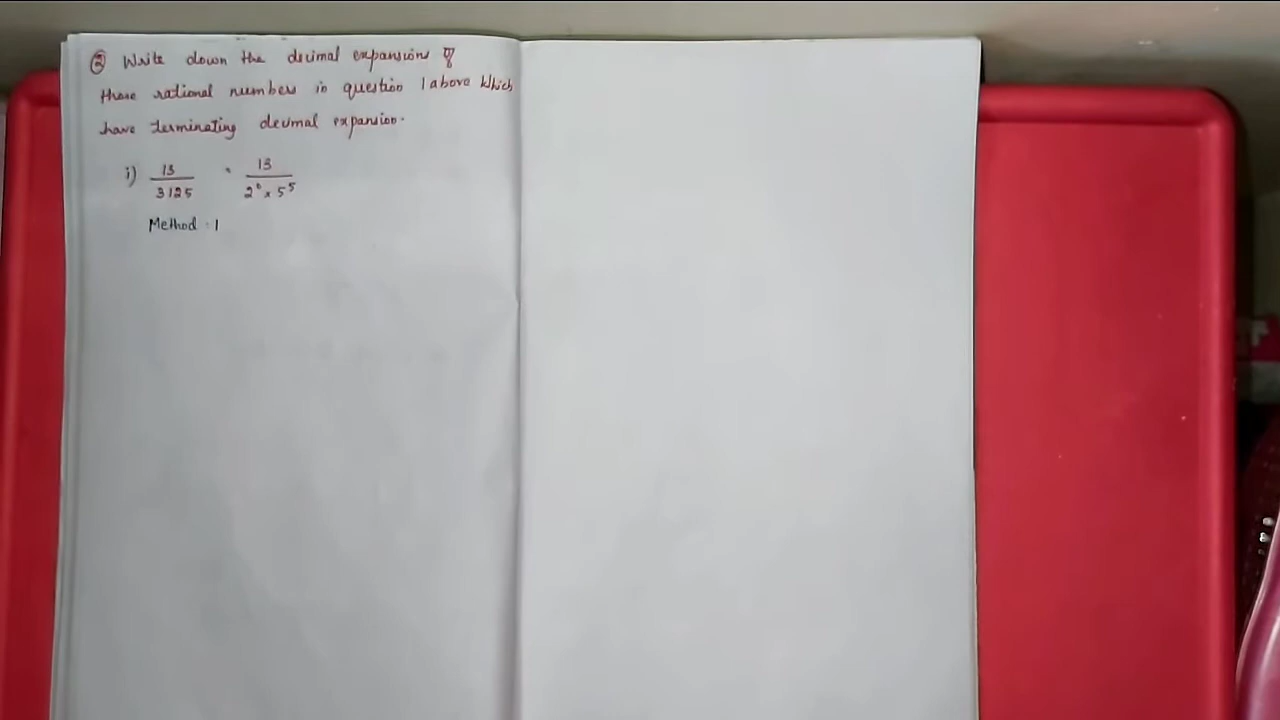 ② Write down the decimal expansions of
those rational numbers in question 1 above which
have terminating decimal expansion.
i) 13/3125 = 13/2⁰ x 5⁵
Method : 1